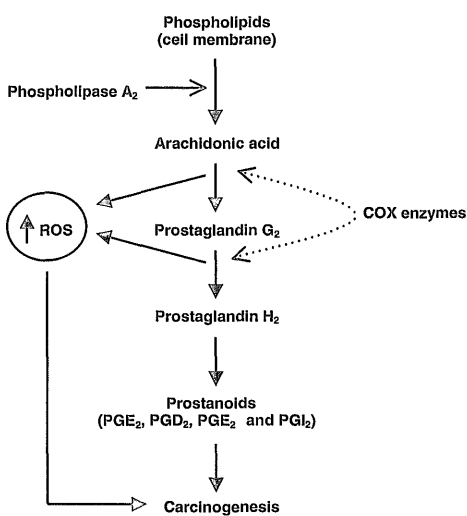 Phospholipids
(cell membrane)
Phospholipase A₂
Arachidonic acid
COX enzymes
ROS
Prostaglandin G₂
Prostaglandin H₂
Prostanoids
(PGE₂, PGD₂, PGE₂ and PGI₂)
Carcinogenesis